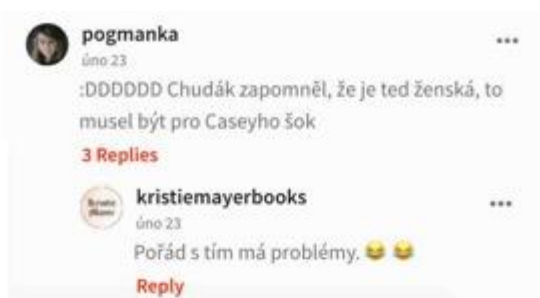 pogmanka
úno 23
:DDDDDD Chudák zapomněl, že je ted ženská, to
musel být pro Caseyho šok
3 Replies
kristiemayerbooks
úno 23
Pořád s tím má problémy. 😂 😂
Reply